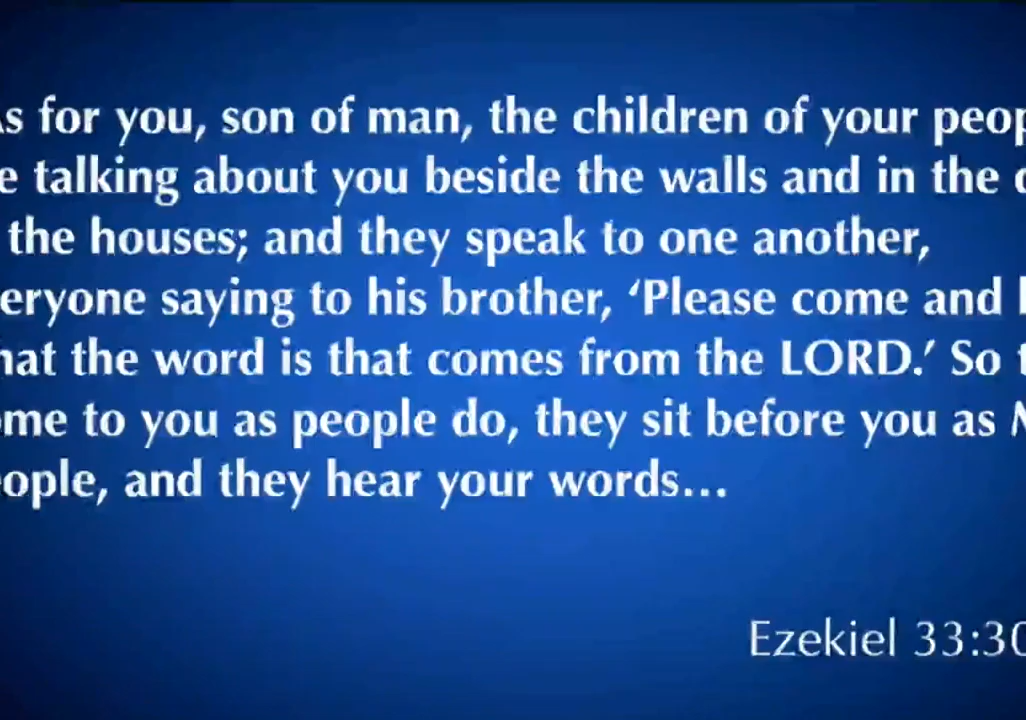 s for you, son of man, the children of your peop
e talking about you beside the walls and in the
the houses; and they speak to one another,
eryone saying to his brother, ‘Please come and
hat the word is that comes from the LORD.’ So t
ome to you as people do, they sit before you as M
ople, and they hear your words...
Ezekiel 33:30